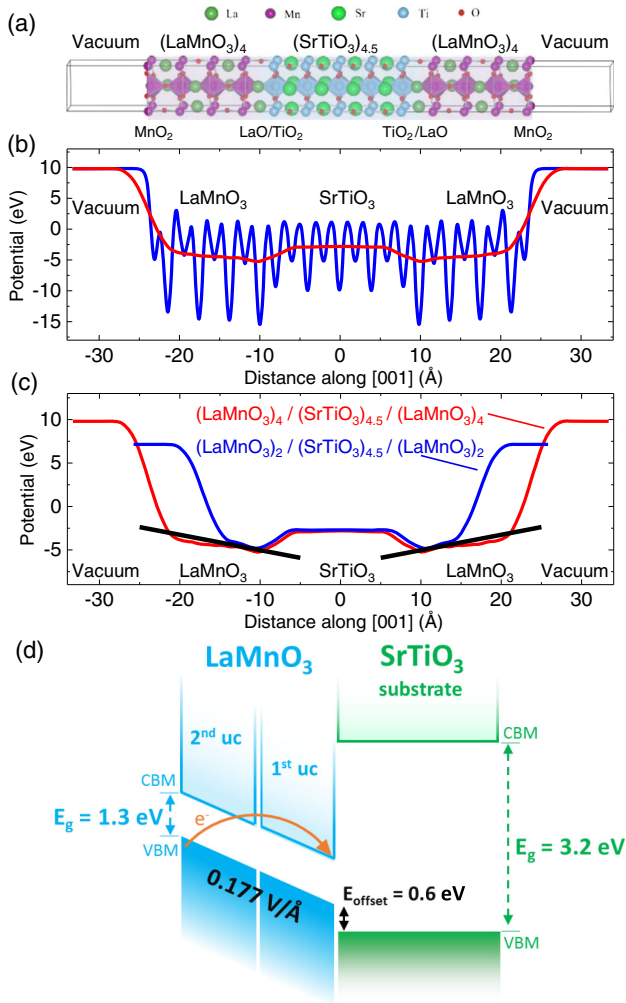 (a)
La Mn Sr Ti O
Vacuum (LaMnO₃)₄ (SrTiO₃)₄.₅ (LaMnO₃)₄ Vacuum
MnO₂ LaO/TiO₂ TiO₂/LaO MnO₂
(b)
10
5
0
-5
-10
-15
Potential (eV)
LaMnO₃ SrTiO₃ LaMnO₃
Vacuum Vacuum
-30 -20 -10 0 10 20 30
Distance along [001] (Å)
(c)
10
5
0
-5
Potential (eV)
(LaMnO₃)₄ / (SrTiO₃)₄.₅ / (LaMnO₃)₄
(LaMnO₃)₂ / (SrTiO₃)₄.₅ / (LaMnO₃)₂
Vacuum LaMnO₃ SrTiO₃ LaMnO₃ Vacuum
-30 -20 -10 0 10 20 30
Distance along [001] (Å)
(d)
LaMnO₃ SrTiO₃
substrate
2ⁿᵈ uc
1ˢᵗ uc
CBM
CBM
E_g = 1.3 eV
e⁻
VBM
E_g = 3.2 eV
0.177 V/Å
E_offset = 0.6 eV
VBM